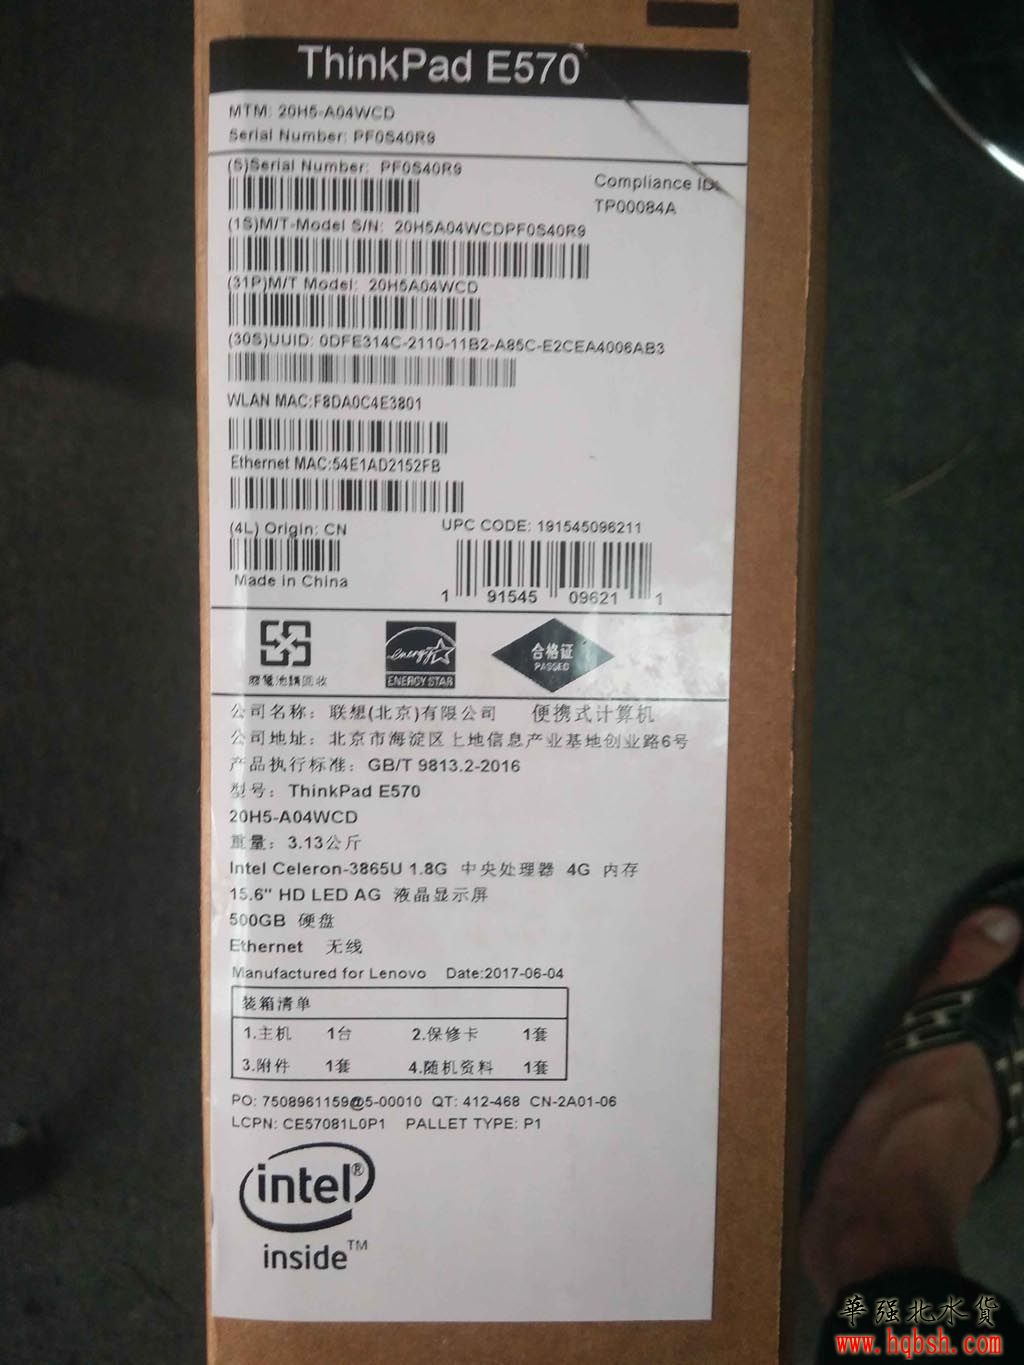 ThinkPad E570
MTM: 20H5-A04WCD
Serial Number: PF0S40R9
(S)Serial Number: PF0S40R9
Compliance ID:
TP00084A
(1S)M/T-Model S/N: 20H5A04WCDPF0S40R9
(31P)M/T Model: 20H5A04WCD
(30S)UUID: 0DFE314C-2110-11B2-A85C-E2CEA4006AB3
WLAN MAC:F8DA0C4E3801
Ethernet MAC:54E1AD2152FB
(4L) Origin: CN
UPC CODE: 191545096211
Made in China
1 91545 09621 1
廢電池請回收
energy
ENERGY STAR
合格证
PASSED
公司名称：联想(北京)有限公司 便携式计算机
公司地址：北京市海淀区上地信息产业基地创业路6号
产品执行标准：GB/T 9813.2-2016
型号：ThinkPad E570
20H5-A04WCD
重量：3.13公斤
Intel Celeron-3865U 1.8G 中央处理器 4G 内存
15.6" HD LED AG 液晶显示屏
500GB 硬盘
Ethernet 无线
Manufactured for Lenovo Date:2017-06-04
装箱清单
1.主机 1台 2.保修卡 1套
3.附件 1套 4.随机资料 1套
PO: 7508961159@5-00010 QT: 412-468 CN-2A01-06
LCPN: CE57081L0P1 PALLET TYPE: P1
intel®
inside™
華强北水货
www.hqbsh.com